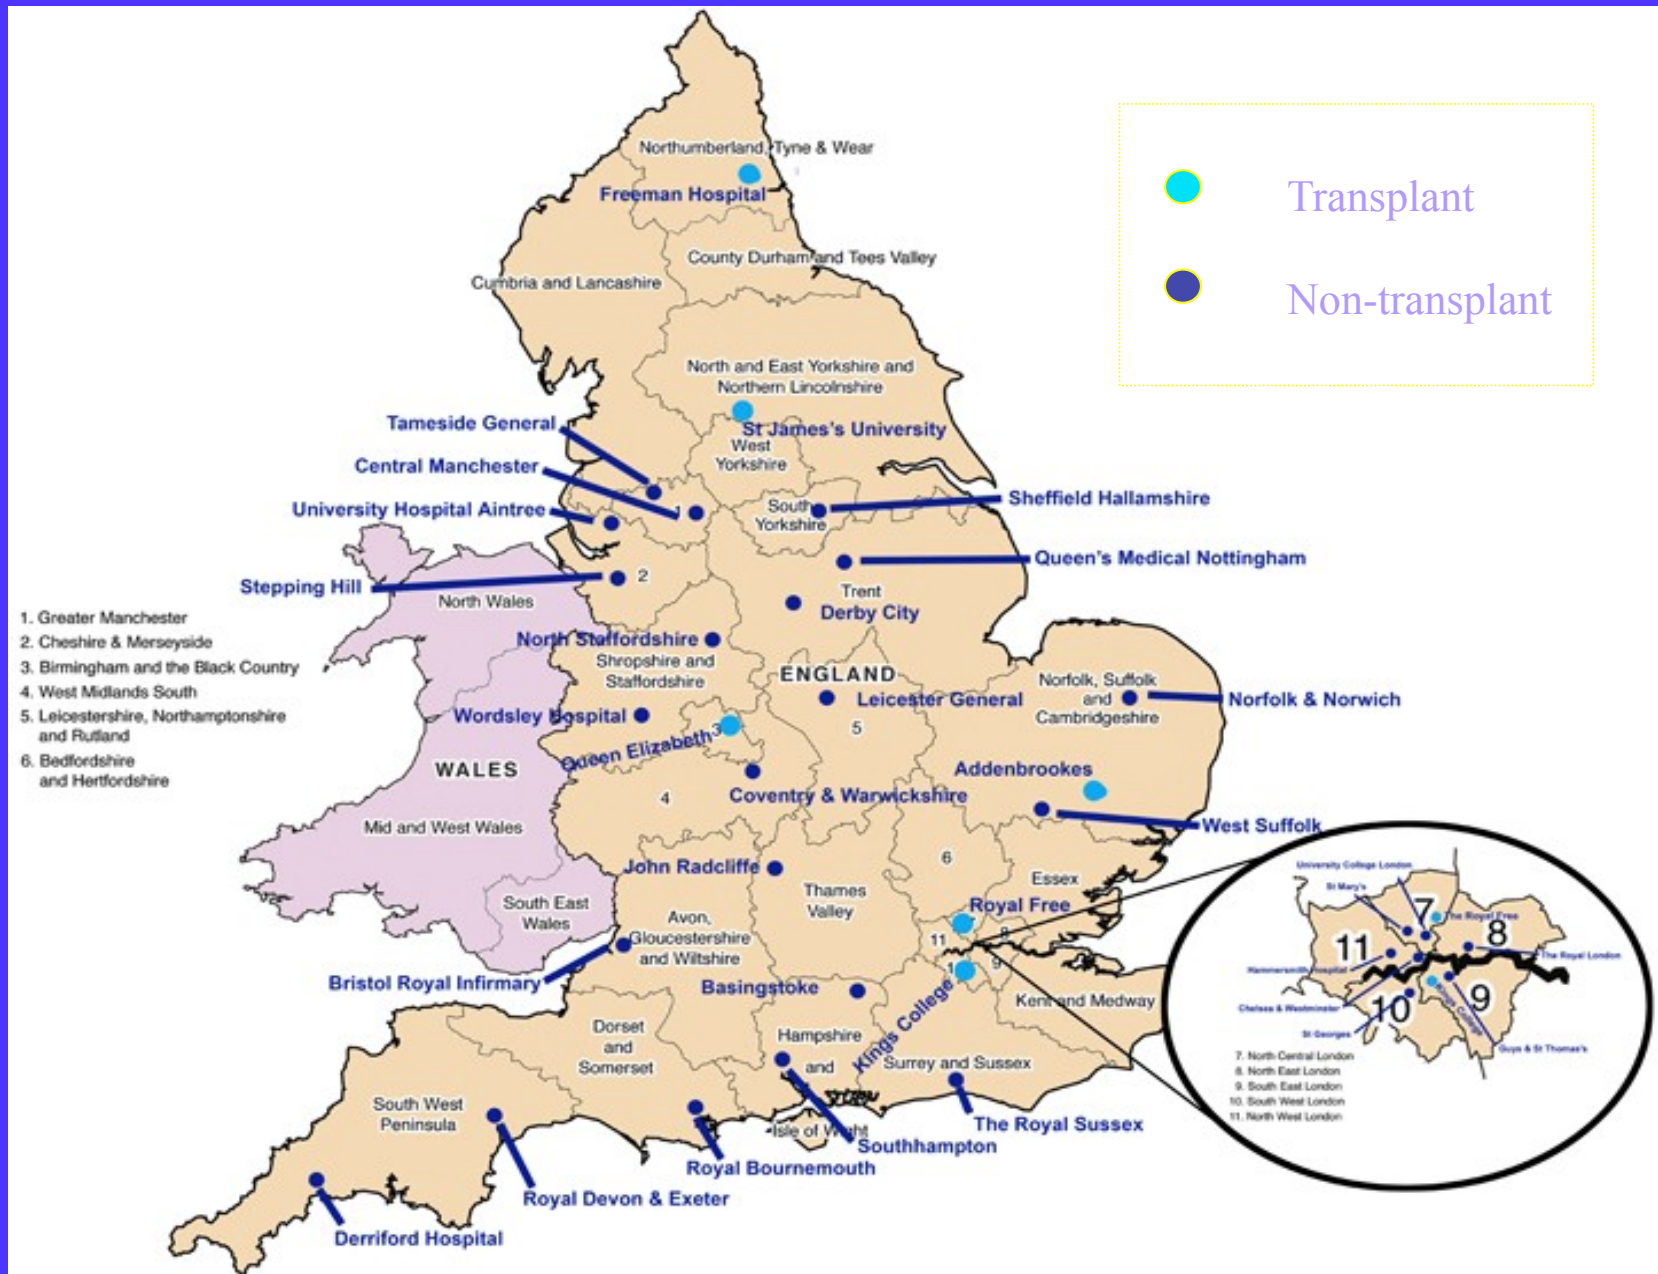 Transplant
Non-transplant
Northumberland, Tyne & Wear
Freeman Hospital
County Durham and Tees Valley
Cumbria and Lancashire
North and East Yorkshire and
Northern Lincolnshire
St James's University
West
Yorkshire
Tameside General
Central Manchester
University Hospital Aintree
1
South
Yorkshire
Sheffield Hallamshire
Queen's Medical Nottingham
Stepping Hill
2
North Wales
Trent
Derby City
1. Greater Manchester
2. Cheshire & Merseyside
3. Birmingham and the Black Country
4. West Midlands South
5. Leicestershire, Northamptonshire
and Rutland
6. Bedfordshire
and Hertfordshire
North Staffordshire
Shropshire and
Staffordshire
ENGLAND
Leicester General
5
Norfolk, Suffolk
and
Cambridgeshire
Norfolk & Norwich
Wordsley Hospital
3
Queen Elizabeth
WALES
Addenbrookes
4
Coventry & Warwickshire
West Suffolk
Mid and West Wales
John Radcliffe
6
Essex
Thames
Valley
Royal Free
South East
Wales
Avon,
Gloucestershire
and Wiltshire
11
8
9
1
Bristol Royal Infirmary
Basingstoke
Kings College
Kent and Medway
Dorset
and
Somerset
Hampshire
and
Isle of Wight
Surrey and Sussex
South West
Peninsula
The Royal Sussex
Southhampton
Royal Bournemouth
Royal Devon & Exeter
Derriford Hospital
University College London
St Mary's
7
The Royal Free
8
11
The Royal London
Hammersmith Hospital
Chelsea & Westminster
10
9
Kings College
St Georges
Guys & St Thomas's
7. North Central London
8. North East London
9. South East London
10. South West London
11. North West London